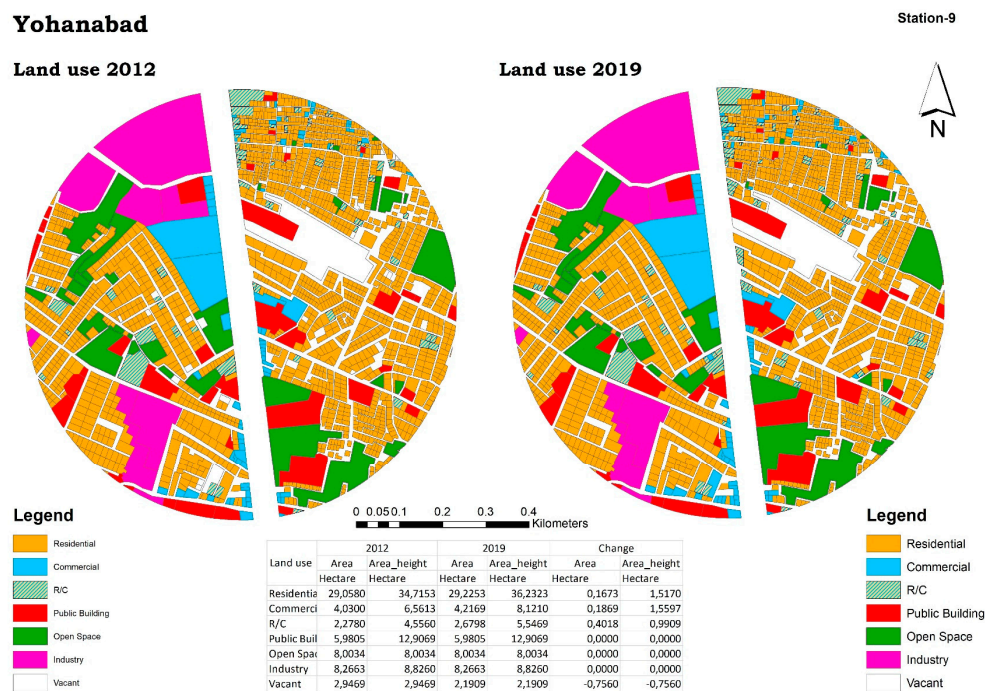 Yohanabad
Station-9
Land use 2012
Land use 2019
N
0 0.05 0.1 0.2 0.3 0.4
Kilometers
Legend
Residential
Commercial
R/C
Public Building
Open Space
Industry
Vacant
Land use 2012 2019 Change
Area Area_height Area Area_height Area Area_height
Hectare Hectare Hectare Hectare Hectare Hectare
Residentia 29,0580 34,7153 29,2253 36,2323 0,1673 1,5170
Commerci 4,0300 6,5613 4,2169 8,1210 0,1869 1,5597
R/C 2,2780 4,5560 2,6798 5,5469 0,4018 0,9909
Public Buil 5,9805 12,9069 5,9805 12,9069 0,0000 0,0000
Open Spac 8,0034 8,0034 8,0034 8,0034 0,0000 0,0000
Industry 8,2663 8,8260 8,2663 8,8260 0,0000 0,0000
Vacant 2,9469 2,9469 2,1909 2,1909 -0,7560 -0,7560
Legend
Residential
Commercial
R/C
Public Building
Open Space
Industry
Vacant